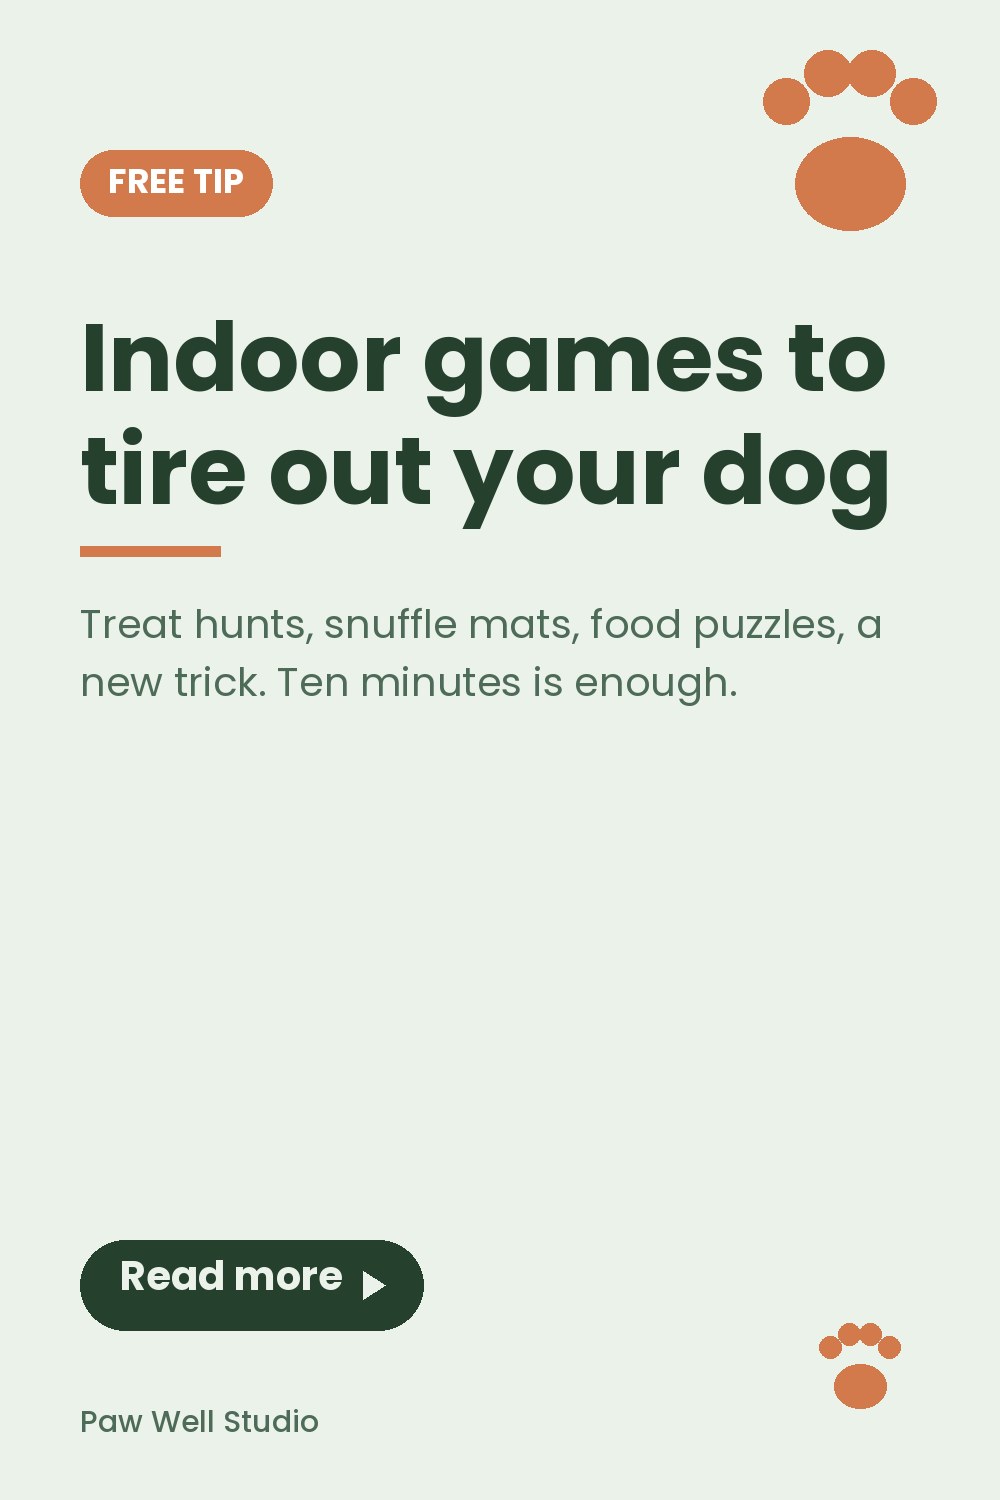 FREE TIP
Indoor games to
tire out your dog
Treat hunts, snuffle mats, food puzzles, a
new trick. Ten minutes is enough.
Read more
Paw Well Studio